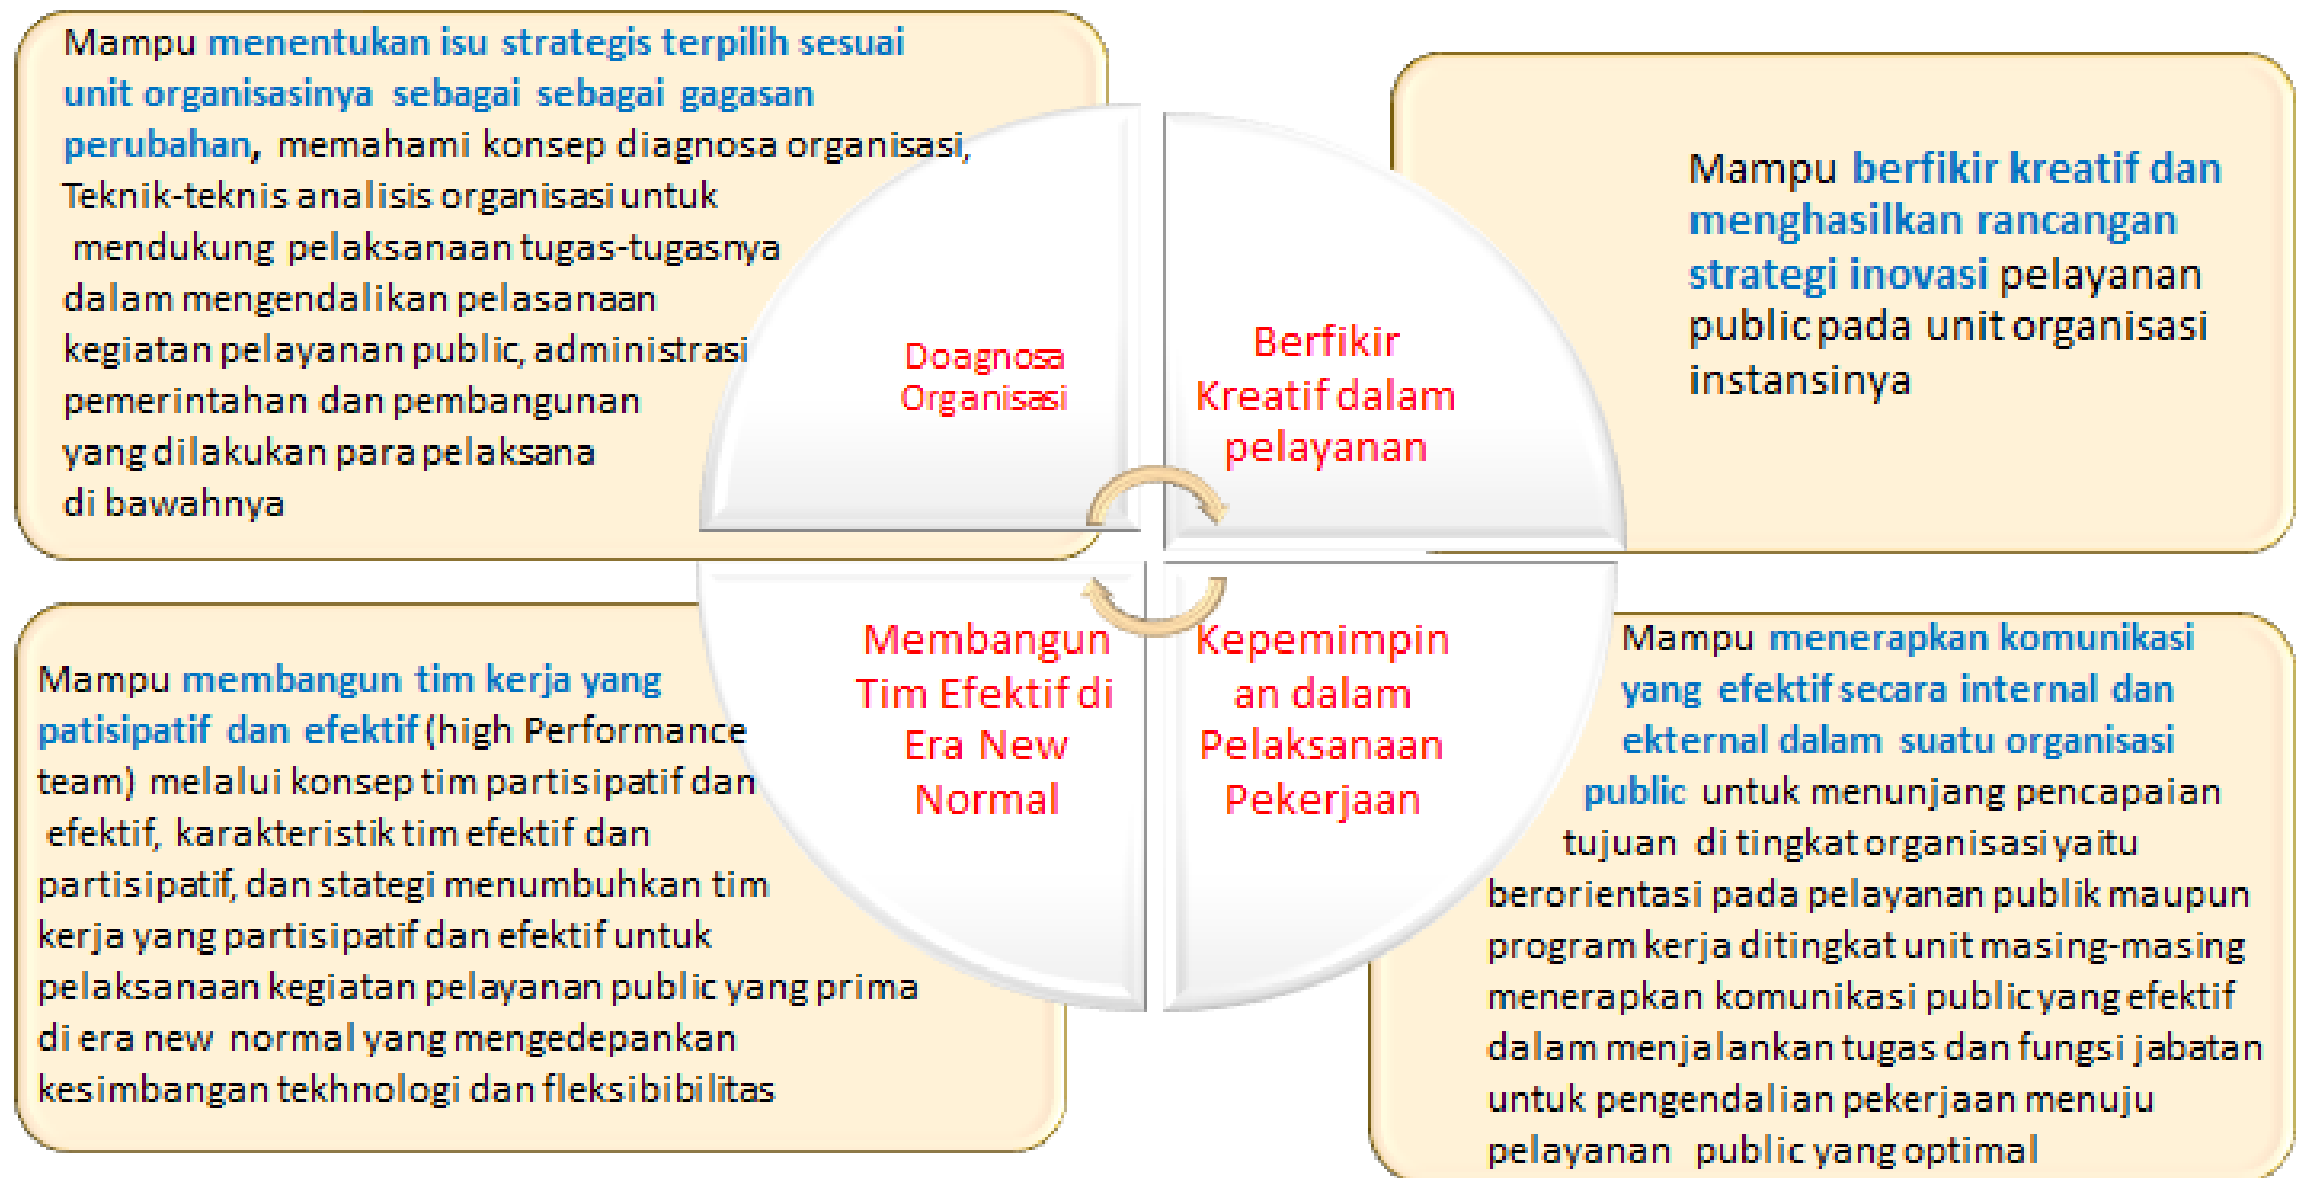 Mampu menentukan isu strategis terpilih sesuai
unit organisasinya sebagai sebagai gagasan
perubahan, memahami konsep diagnosa organisasi,
Teknik-teknis analisis organisasi untuk
mendukung pelaksanaan tugas-tugasnya
dalam mengendalikan pelasanaan
kegiatan pelayanan public, administrasi
pemerintahan dan pembangunan
yang dilakukan para pelaksana
di bawahnya
Doagnosa
Organisasi
Berfikir
Kreatif dalam
pelayanan
Mampu berfikir kreatif dan
menghasilkan rancangan
strategi inovasi pelayanan
public pada unit organisasi
instansinya
Mampu membangun tim kerja yang
patisipatif dan efektif (high Performance
team) melalui konsep tim partisipatif dan
efektif, karakteristik tim efektif dan
partisipatif, dan stategi menumbuhkan tim
kerja yang partisipatif dan efektif untuk
pelaksanaan kegiatan pelayanan public yang prima
di era new normal yang mengedepankan
kesimbangan tekhnologi dan fleksibibilitas
Membangun
Tim Efektif di
Era New
Normal
Kepemimpin
an dalam
Pelaksanaan
Pekerjaan
Mampu menerapkan komunikasi
yang efektif secara internal dan
ekternal dalam suatu organisasi
public untuk menunjang pencapaian
tujuan di tingkat organisasi yaitu
berorientasi pada pelayanan publik maupun
program kerja ditingkat unit masing-masing
menerapkan komunikasi public yang efektif
dalam menjalankan tugas dan fungsi jabatan
untuk pengendalian pekerjaan menuju
pelayanan public yang optimal